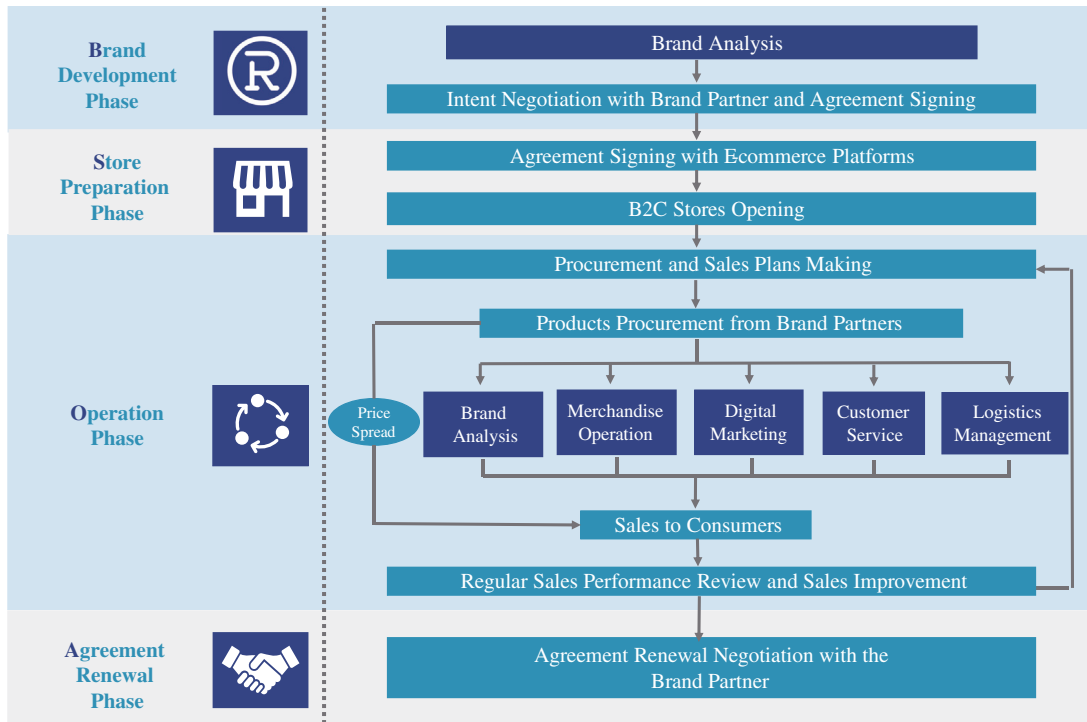 Brand
Development
Phase
Brand Analysis
Intent Negotiation with Brand Partner and Agreement Signing
Store
Preparation
Phase
Agreement Signing with Ecommerce Platforms
B2C Stores Opening
Operation
Phase
Procurement and Sales Plans Making
Products Procurement from Brand Partners
Price
Spread
Brand
Analysis
Merchandise
Operation
Digital
Marketing
Customer
Service
Logistics
Management
Sales to Consumers
Regular Sales Performance Review and Sales Improvement
Agreement
Renewal
Phase
Agreement Renewal Negotiation with the
Brand Partner